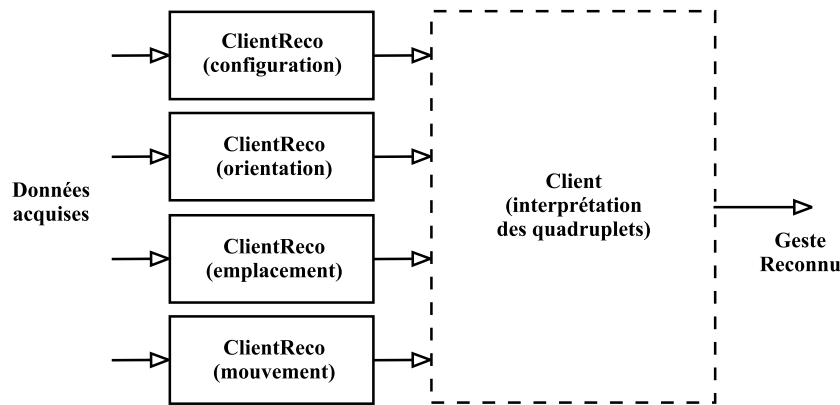 Données
acquises
ClientReco
(configuration)
ClientReco
(orientation)
ClientReco
(emplacement)
ClientReco
(mouvement)
Client
(interprétation
des quadruplets)
Geste
Reconnu